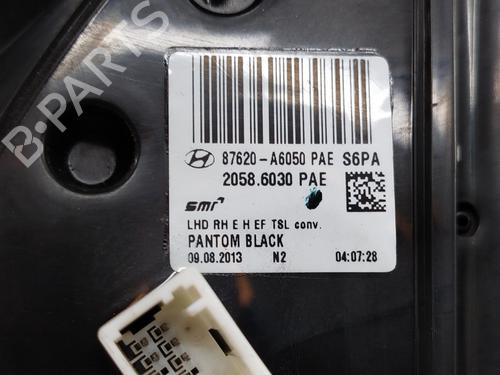 87620-A6050 PAE S6PA
2058.6030 PAE
smr
LHD RH E H EF TSL conv.
PANTOM BLACK
09.08.2013 N2 04:07:28
B-PARTS